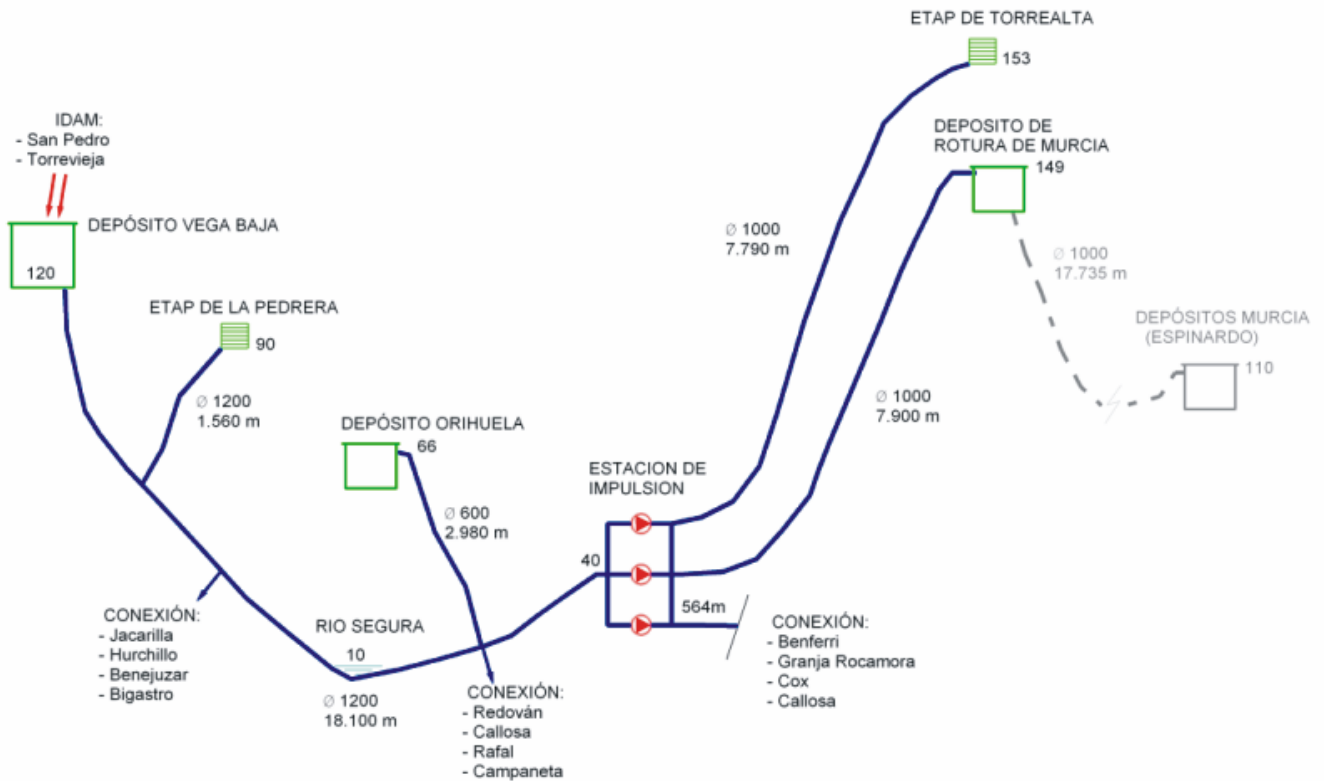 ETAP DE TORREALTA
153
IDAM:
- San Pedro
- Torrevieja
DEPOSITO DE
ROTURA DE MURCIA
149
DEPÓSITO VEGA BAJA
120
Ø 1000
7.790 m
Ø 1000
17.735 m
ETAP DE LA PEDRERA
90
DEPÓSITOS MURCIA
(ESPINARDO)
110
Ø 1200
1.560 m
Ø 1000
7.900 m
DEPÓSITO ORIHUELA
66
ESTACION DE
IMPULSION
Ø 600
2.980 m
40
564m
CONEXIÓN:
- Jacarilla
- Hurchillo
- Benejuzar
- Bigastro
RIO SEGURA
10
Ø 1200
18.100 m
CONEXIÓN:
- Benferri
- Granja Rocamora
- Cox
- Callosa
CONEXIÓN:
- Redován
- Callosa
- Rafal
- Campaneta